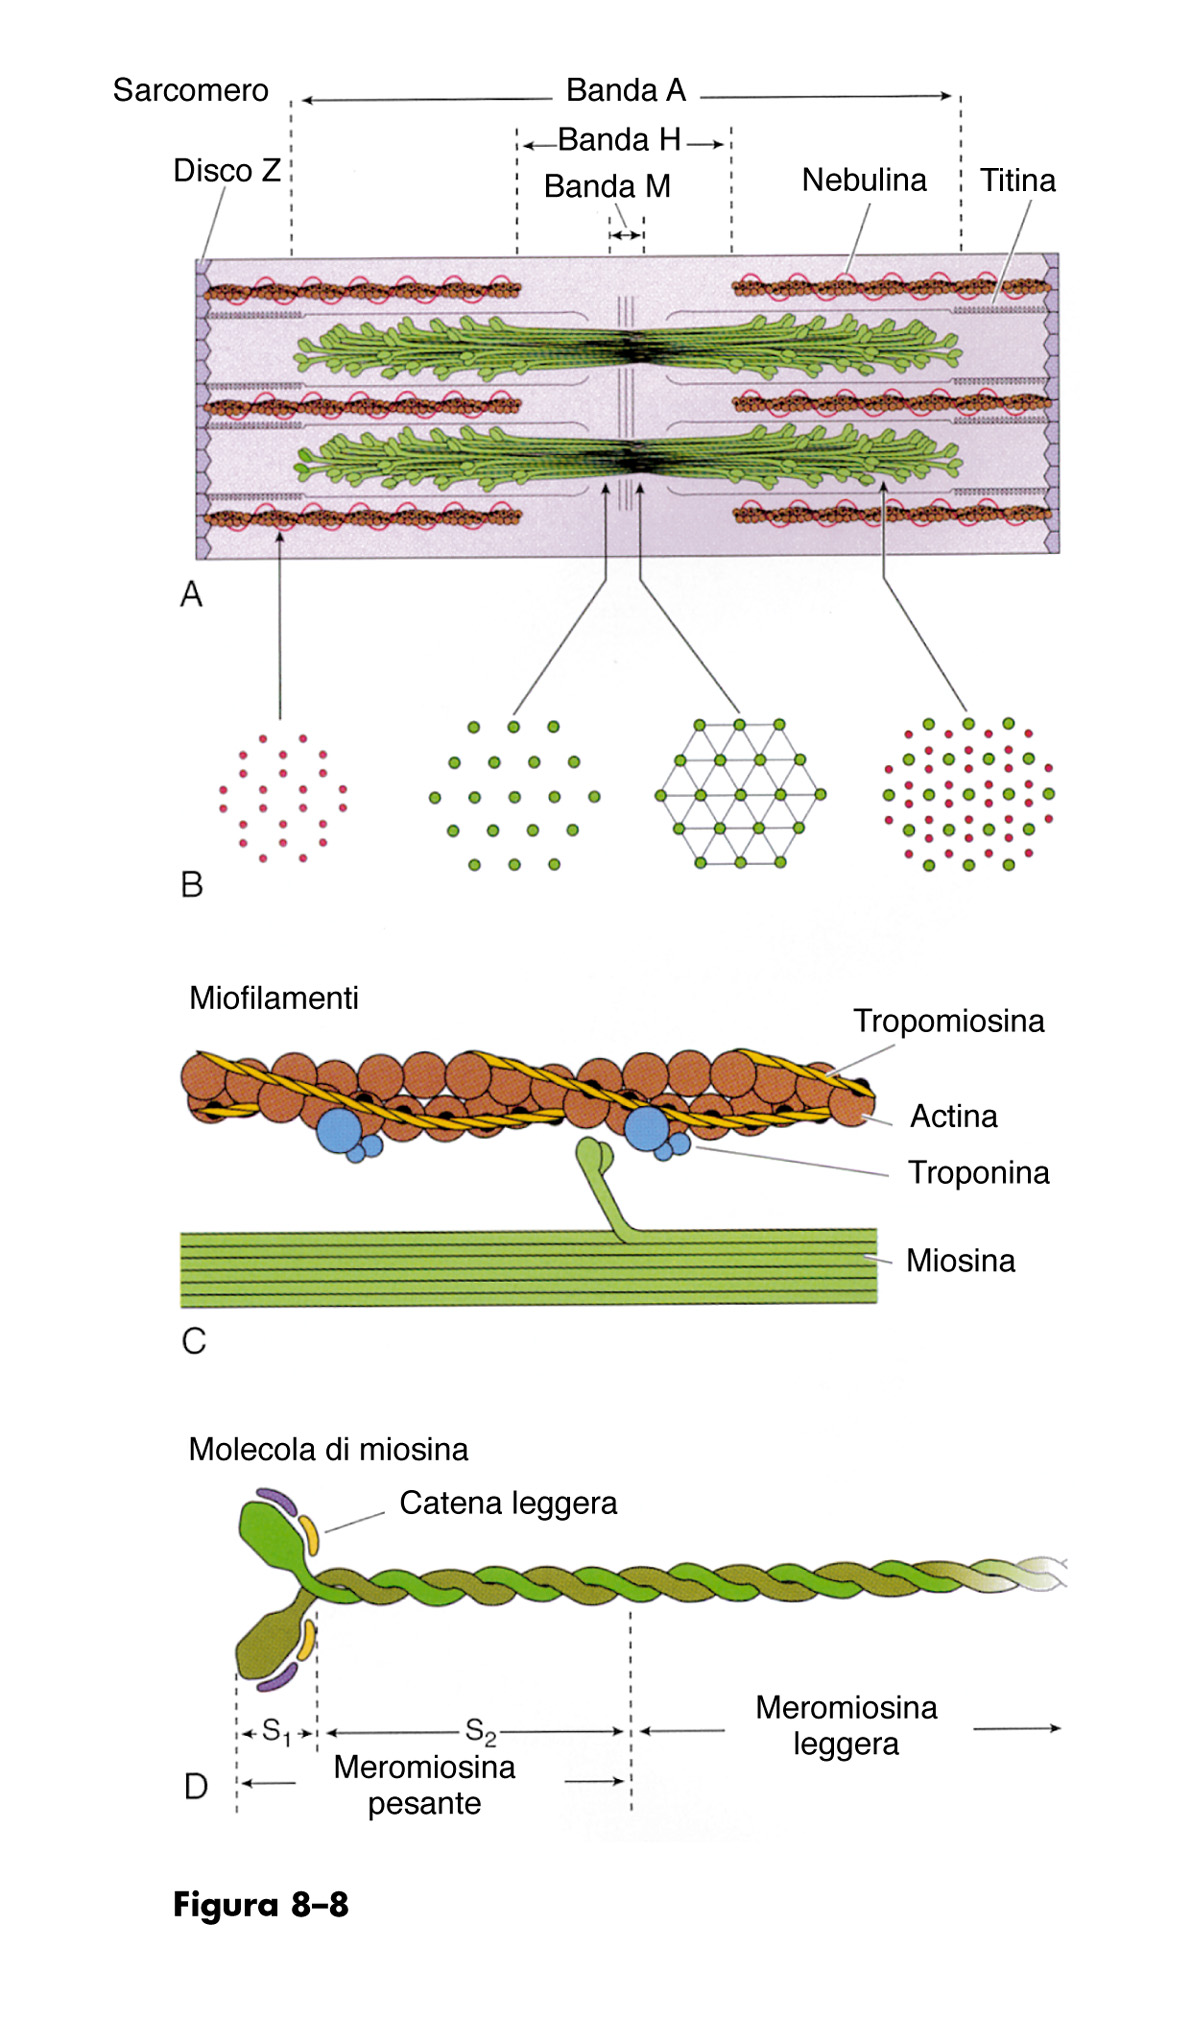 Sarcomero
Banda A
Banda H
Disco Z
Banda M
Nebulina
Titina
A
B
Miofilamenti
Tropomiosina
Actina
Troponina
Miosina
C
Molecola di miosina
Catena leggera
S₁
S₂
Meromiosina
leggera
Meromiosina
pesante
D
Figura 8–8